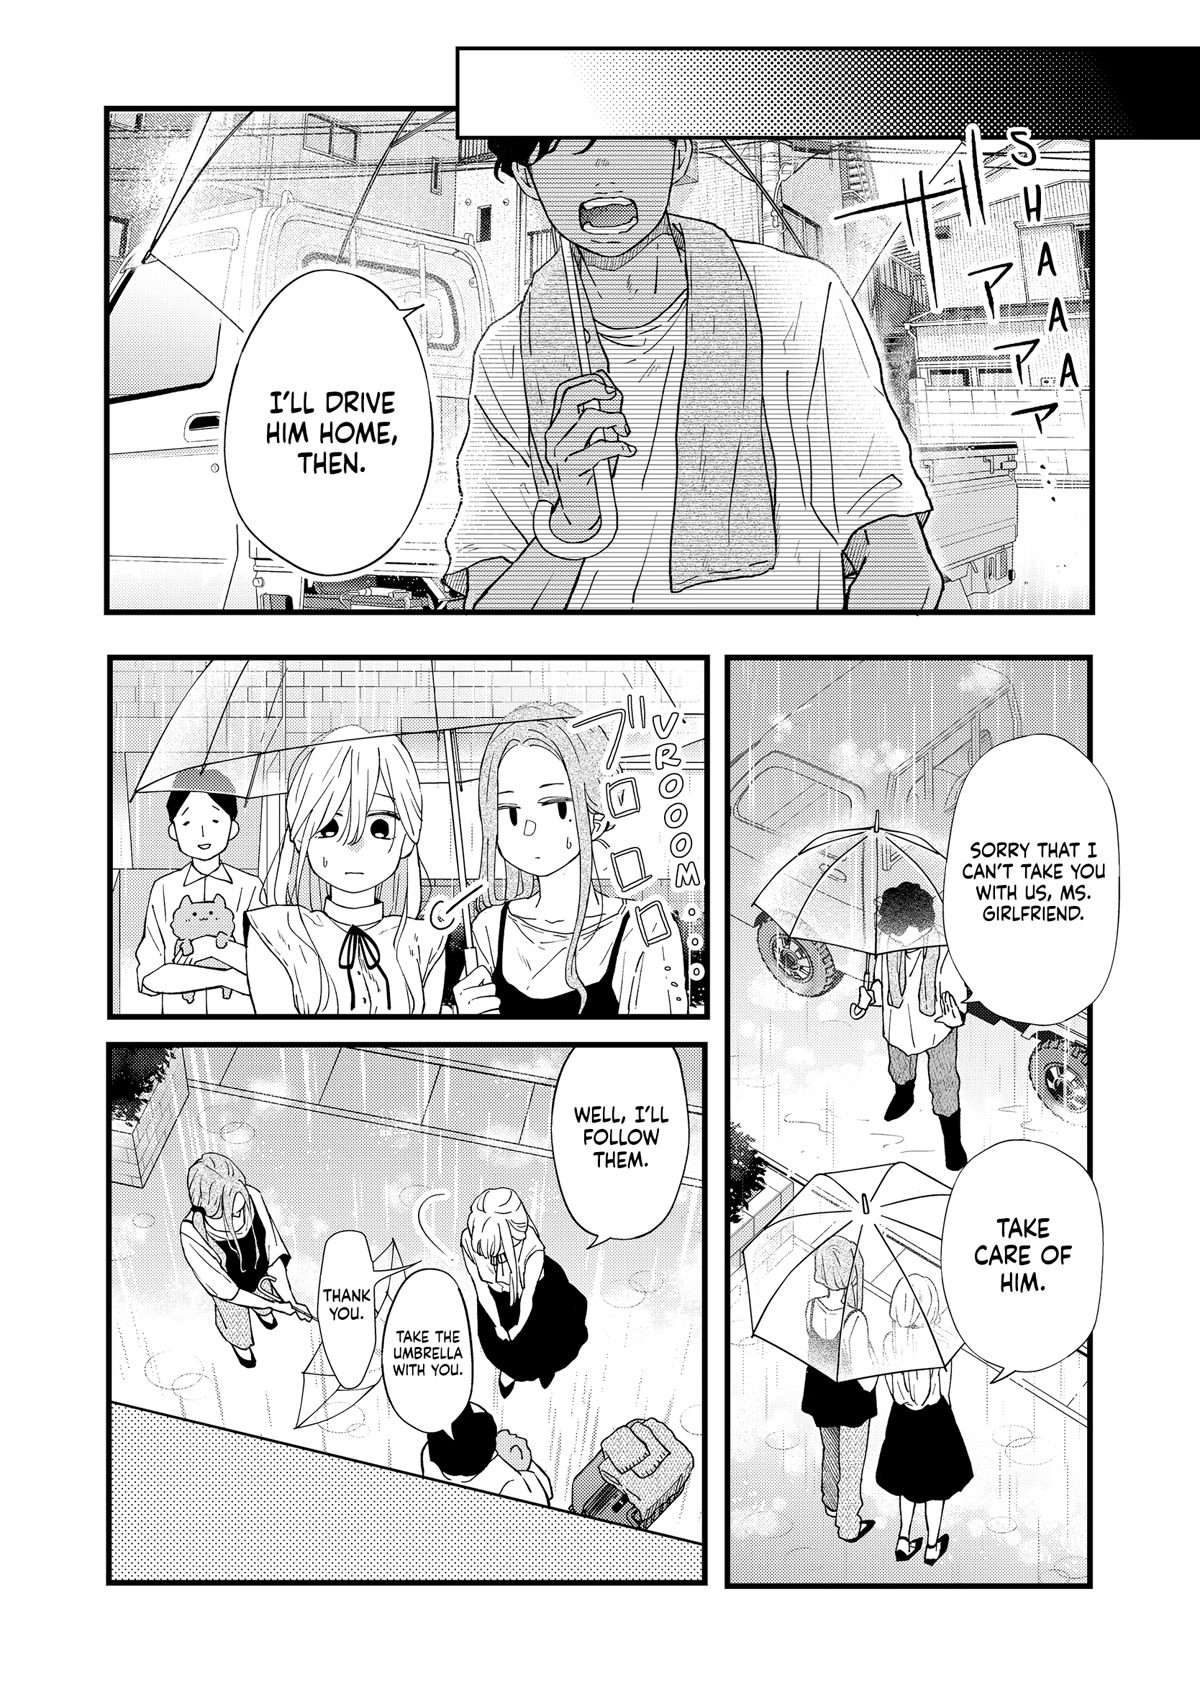 SHAAAA
ザァァァ...
I'LL DRIVE
HIM HOME,
THEN.
SORRY THAT I
CAN'T TAKE YOU
WITH US, MS.
GIRLFRIEND.
TAKE
CARE OF
HIM.
VROOOM...
ブロロロ...
WELL, I'LL
FOLLOW
THEM.
TAKE THE
UMBRELLA
WITH YOU.
THANK
YOU.